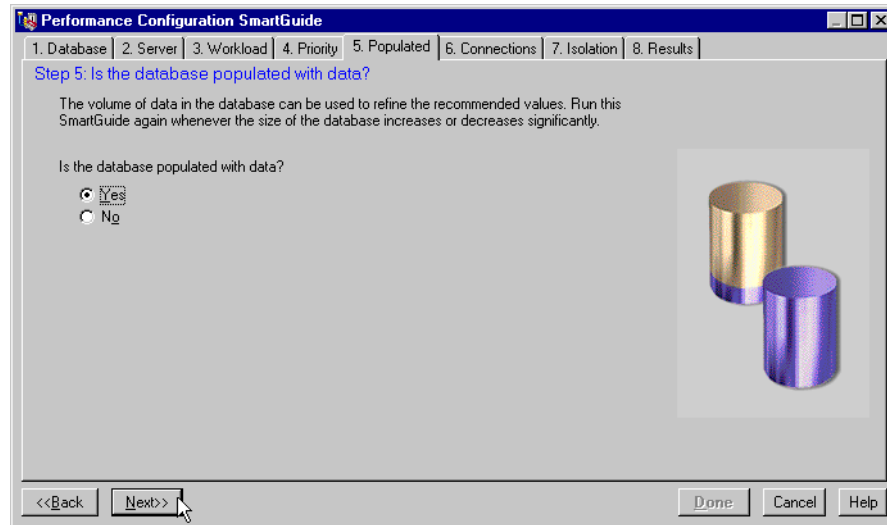 Performance Configuration SmartGuide
1. Database 2. Server 3. Workload 4. Priority 5. Populated 6. Connections 7. Isolation 8. Results
Step 5: Is the database populated with data?
The volume of data in the database can be used to refine the recommended values. Run this
SmartGuide again whenever the size of the database increases or decreases significantly.
Is the database populated with data?
Yes
No
<<Back Next>> Done Cancel Help